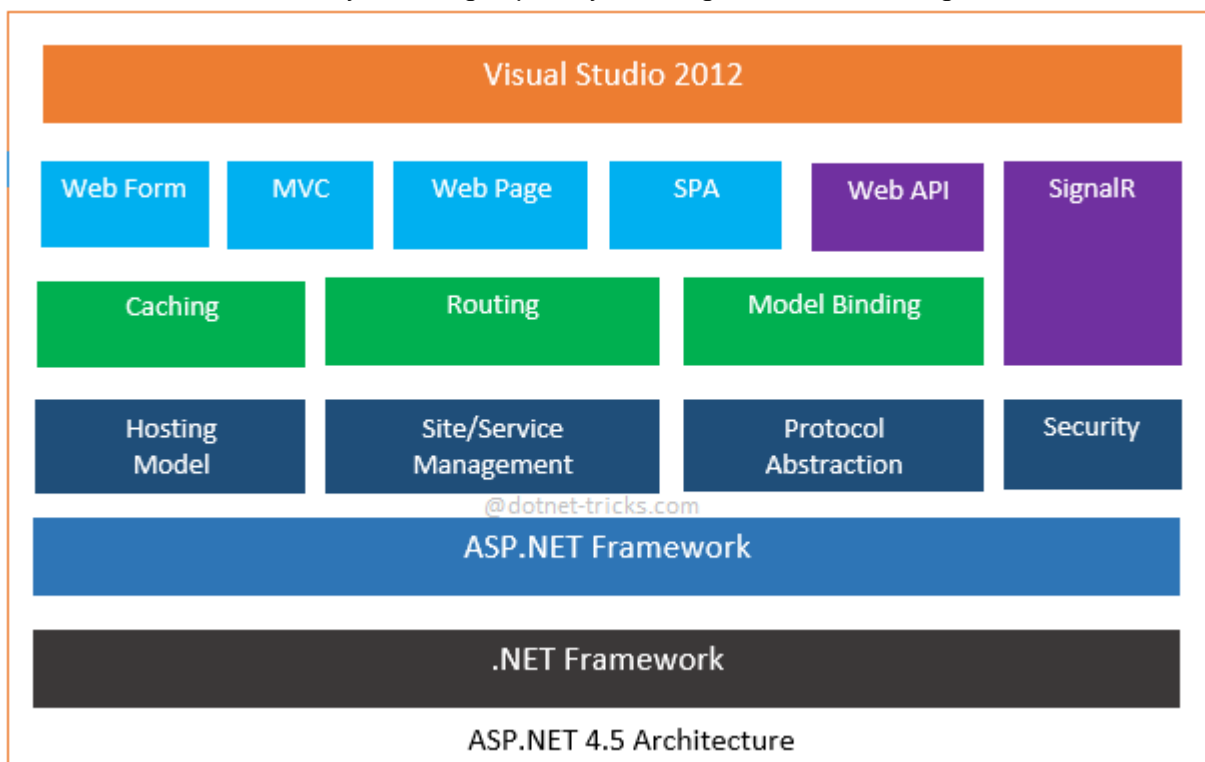 Visual Studio 2012
Web Form
MVC
Web Page
SPA
Web API
SignalR
Caching
Routing
Model Binding
Hosting
Model
Site/Service
Management
Protocol
Abstraction
Security
@dotnet-tricks.com
ASP.NET Framework
.NET Framework
ASP.NET 4.5 Architecture